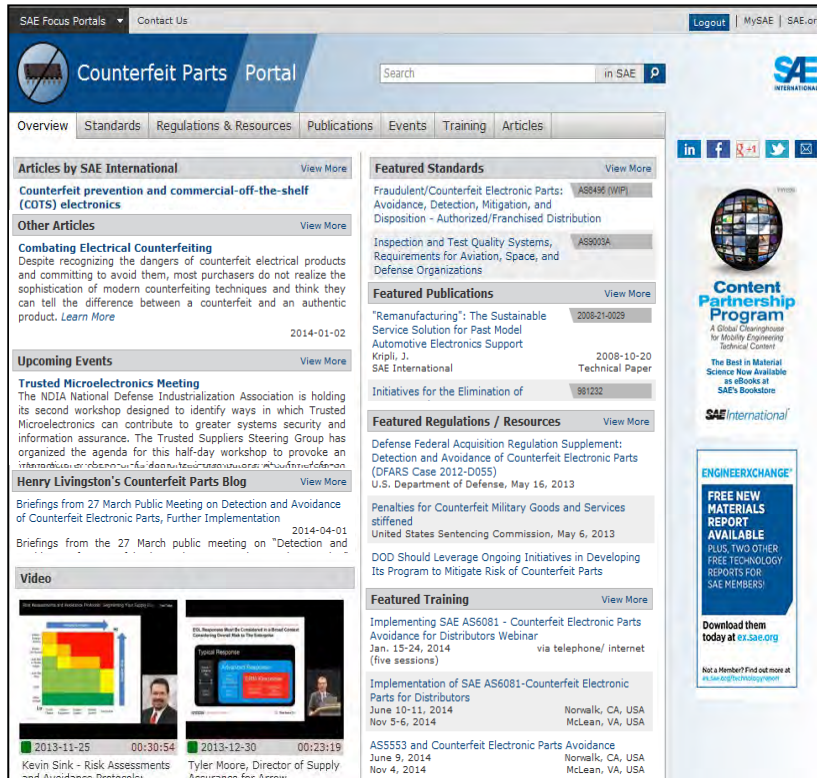 SAE Focus Portals
Contact Us
Logout | MySAE | SAE.or
Counterfeit Parts Portal
Search
in SAE
SAE
INTERNATIONAL
Overview
Standards
Regulations & Resources
Publications
Events
Training
Articles
Articles by SAE International
View More
Counterfeit prevention and commercial-off-the-shelf
(COTS) electronics
Other Articles
View More
Combating Electrical Counterfeiting
Despite recognizing the dangers of counterfeit electrical products
and committing to avoid them, most purchasers do not realize the
sophistication of modern counterfeiting techniques and think they
can tell the difference between a counterfeit and an authentic
product. Learn More
2014-01-02
Upcoming Events
View More
Trusted Microelectronics Meeting
The NDIA National Defense Industrialization Association is holding
its second workshop designed to identify ways in which Trusted
Microelectronics can contribute to greater systems security and
information assurance. The Trusted Suppliers Steering Group has
organized the agenda for this half-day workshop to provoke an
Henry Livingston's Counterfeit Parts Blog
View More
Briefings from 27 March Public Meeting on Detection and Avoidance
of Counterfeit Electronic Parts, Further Implementation
2014-04-01
Briefings from the 27 March public meeting on "Detection and
Video
Typical Response
2013-11-25
00:30:54
Kevin Sink - Risk Assessments
and Avoidance Protocols:
2013-12-30
00:23:19
Tyler Moore, Director of Supply
Assurance for Arrow
Featured Standards
View More
Fraudulent/Counterfeit Electronic Parts:
AS6496 (WIP)
Avoidance, Detection, Mitigation, and
Disposition - Authorized/Franchised Distribution
Inspection and Test Quality Systems,
AS9003A
Requirements for Aviation, Space, and
Defense Organizations
Featured Publications
View More
"Remanufacturing": The Sustainable
2008-21-0029
Service Solution for Past Model
Automotive Electronics Support
Kripli, J.
2008-10-20
SAE International
Technical Paper
Initiatives for the Elimination of
981232
Featured Regulations / Resources
View More
Defense Federal Acquisition Regulation Supplement:
Detection and Avoidance of Counterfeit Electronic Parts
(DFARS Case 2012-D055)
U.S. Department of Defense, May 16, 2013
Penalties for Counterfeit Military Goods and Services
stiffened
United States Sentencing Commission, May 6, 2013
DOD Should Leverage Ongoing Initiatives in Developing
Its Program to Mitigate Risk of Counterfeit Parts
Featured Training
View More
Implementing SAE AS6081 - Counterfeit Electronic Parts
Avoidance for Distributors Webinar
Jan. 15-24, 2014
via telephone/ internet
(five sessions)
Implementation of SAE AS6081-Counterfeit Electronic
Parts for Distributors
June 10-11, 2014
Norwalk, CA, USA
Nov 5-6, 2014
McLean, VA, USA
AS5553 and Counterfeit Electronic Parts Avoidance
June 9, 2014
Norwalk, CA, USA
Nov 4, 2014
McLean, VA, USA
in
f
+1
Content
Partnership
Program
A Global Clearinghouse
for Mobility Engineering
Technical Content
The Best in Material
Science Now Available
as eBooks at
SAE's Bookstore
SAE International
ENGINEERXCHANGE
FREE NEW
MATERIALS
REPORT
AVAILABLE
PLUS, TWO OTHER
FREE TECHNOLOGY
REPORTS FOR
SAE MEMBERS!
Download them
today at ex.sae.org
Not a Member? Find out more at
ex.sae.org/technologyreport